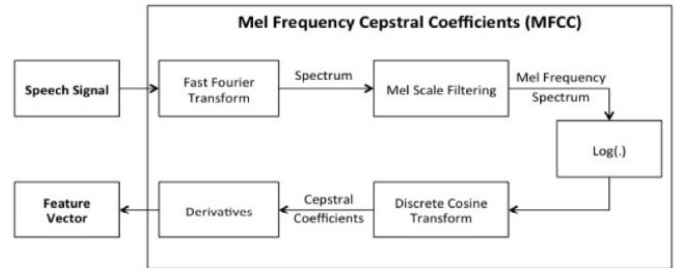 Mel Frequency Cepstral Coefficients (MFCC)
Speech Signal
Fast Fourier
Transform
Spectrum
Mel Scale Filtering
Mel Frequency
Spectrum
Log(.)
Discrete Cosine
Transform
Cepstral
Coefficients
Derivatives
Feature
Vector